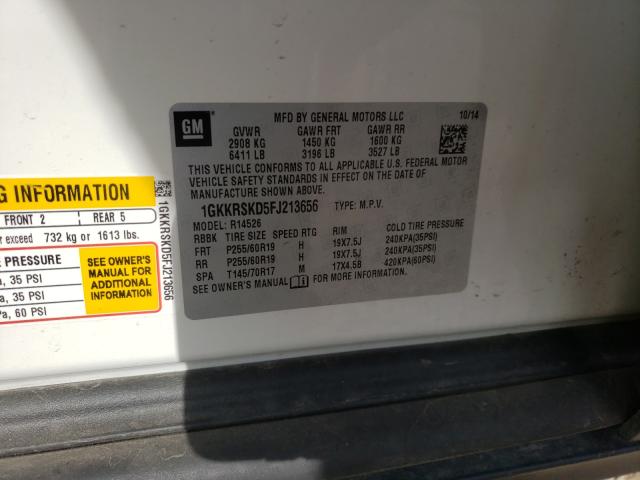 GM
MFD BY GENERAL MOTORS LLC 10/14
GVWR GAWR FRT GAWR RR
2908 KG 1450 KG 1600 KG
6411 LB 3196 LB 3527 LB
THIS VEHICLE CONFORMS TO ALL APPLICABLE U.S. FEDERAL MOTOR
VEHICLE SAFETY STANDARDS IN EFFECT ON THE DATE OF
MANUFACTURE SHOWN ABOVE.
1GKKRSKD5FJ213656 TYPE: M.P.V.
MODEL: R14526
RBBK TIRE SIZE SPEED RTG RIM COLD TIRE PRESSURE
FRT P255/60R19 H 19X7.5J 240KPA(35PSI)
RR P255/60R19 H 19X7.5J 240KPA(35PSI)
SPA T145/70R17 M 17X4.5B 420KPA(60PSI)
SEE OWNER'S MANUAL FOR MORE INFORMATION.
G INFORMATION
FRONT 2 REAR 5
exceed 732 kg or 1613 lbs.
PRESSURE
a, 35 PSI
a, 35 PSI
a, 60 PSI
SEE OWNER'S
MANUAL FOR
ADDITIONAL
INFORMATION
1GKKRSKD5FJ213656